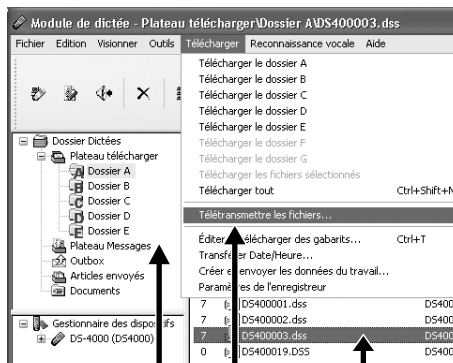 Module de dictée - Plateau télécharger\Dossier A\DS400003.dss
Fichier Edition Visionner Outils Télécharger Reconnaissance vocale Aide
Télécharger le dossier A
Télécharger le dossier B
Télécharger le dossier C
Télécharger le dossier D
Télécharger le dossier E
Télécharger le dossier F
Télécharger le dossier G
Télécharger les fichiers sélectionnés
Télécharger tout Ctrl+Shift+
Télétransmettre les fichiers...
Éditer télécharger des gabarits... Ctrl+T
Transférer Date/Heure...
Créer envoyer les données du travail...
Paramètres de l'enregistreur
Dossier Dictées
Plateau télécharger
Dossier A
Dossier B
Dossier C
Dossier D
Dossier E
Plateau Messages
Outbox
Articles envoyés
Documents
Gestionnaire des dispositifs
DS-4000 (DS4000)
7 DS400001.dss DS400
7 DS400002.dss DS400
7 DS400003.dss DS400
0 DS400019.DSS DS400